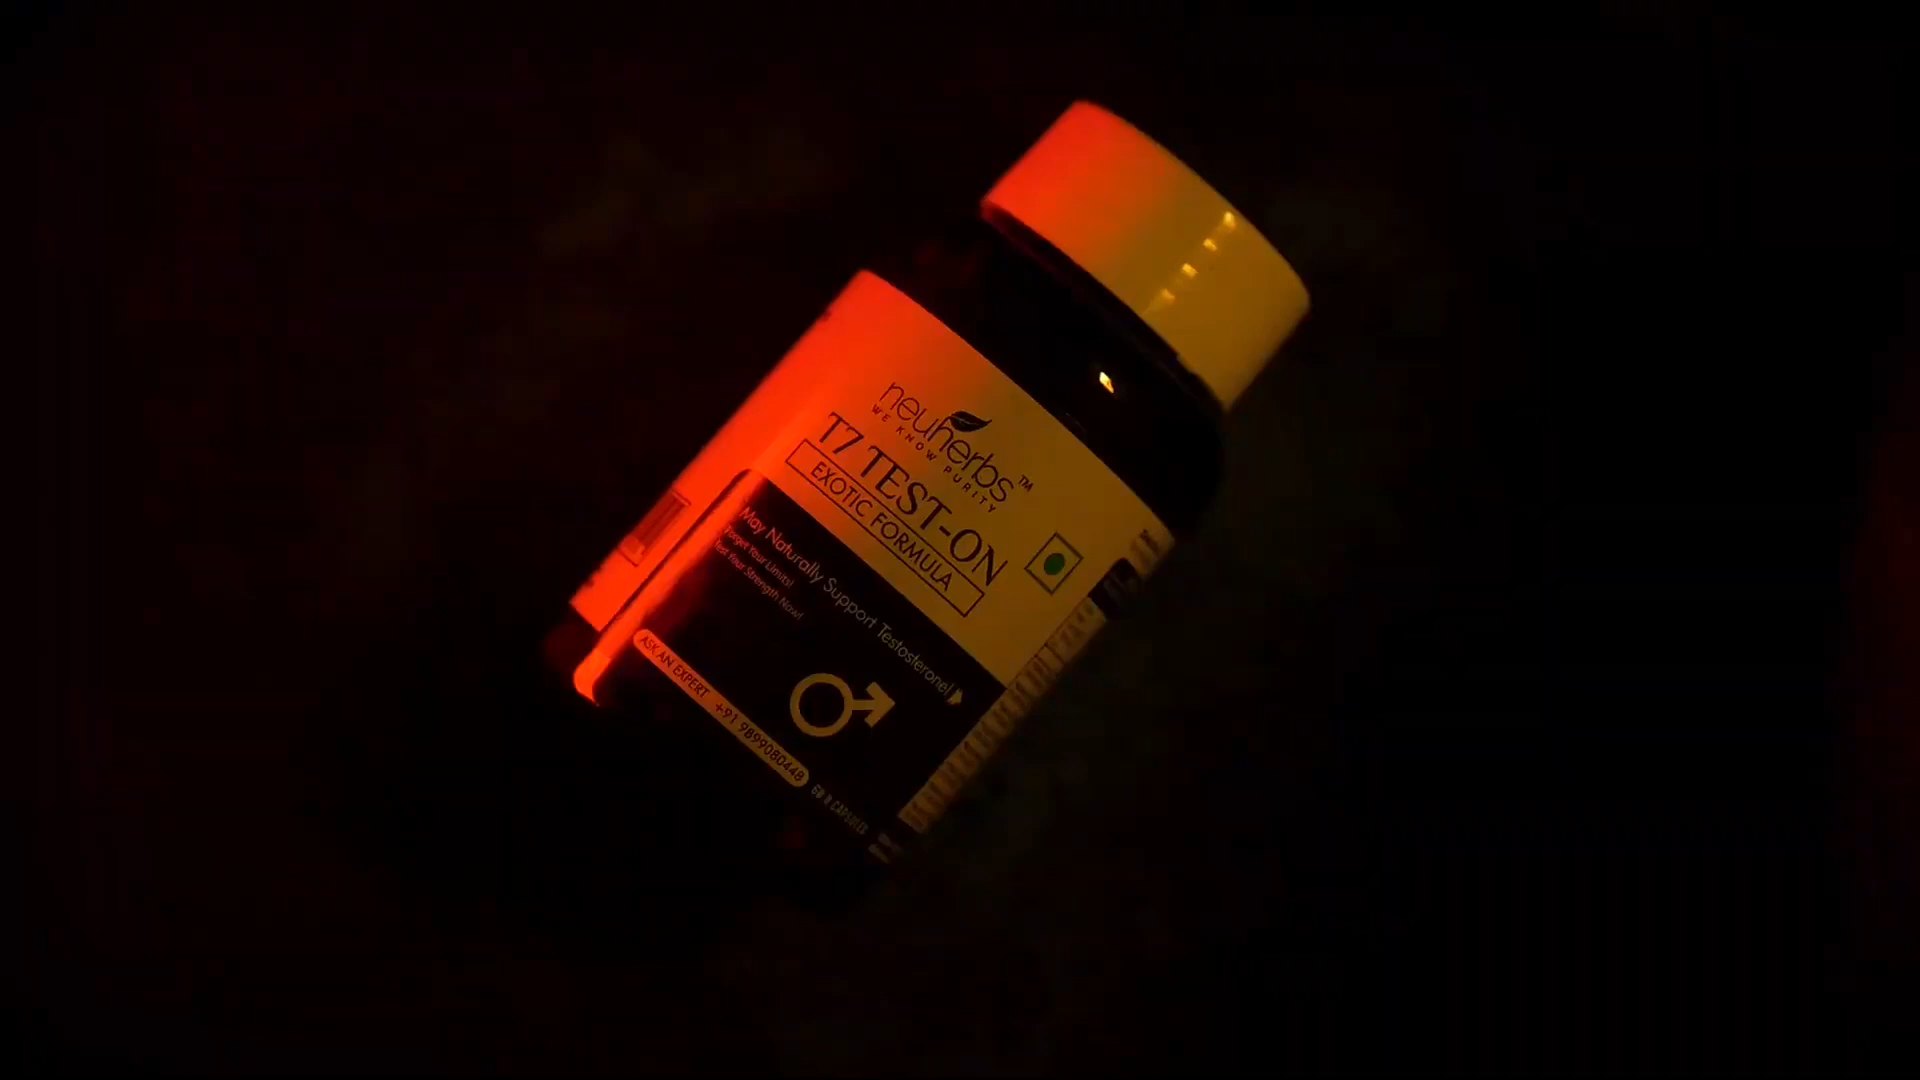 neuherbs™
WE KNOW PURITY
T7 TEST-ON
EXOTIC FORMULA
May Naturally Support Testosterone!
Forget Your Limits!
Test Your Strength Now!
ASK AN EXPERT +91 9899080448
60 N CAPSULES